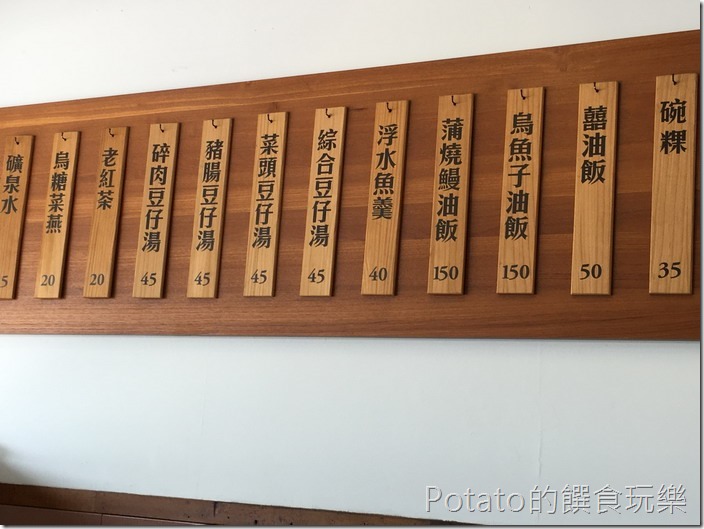 碗粿 35
囍油飯 50
烏魚子油飯 150
蒲燒鰻油飯 150
浮水魚羹 40
綜合豆仔湯 45
菜頭豆仔湯 45
豬腸豆仔湯 45
碎肉豆仔湯 45
老紅茶 20
烏糖菜燕 20
礦泉水 5
Potato的饌食玩樂